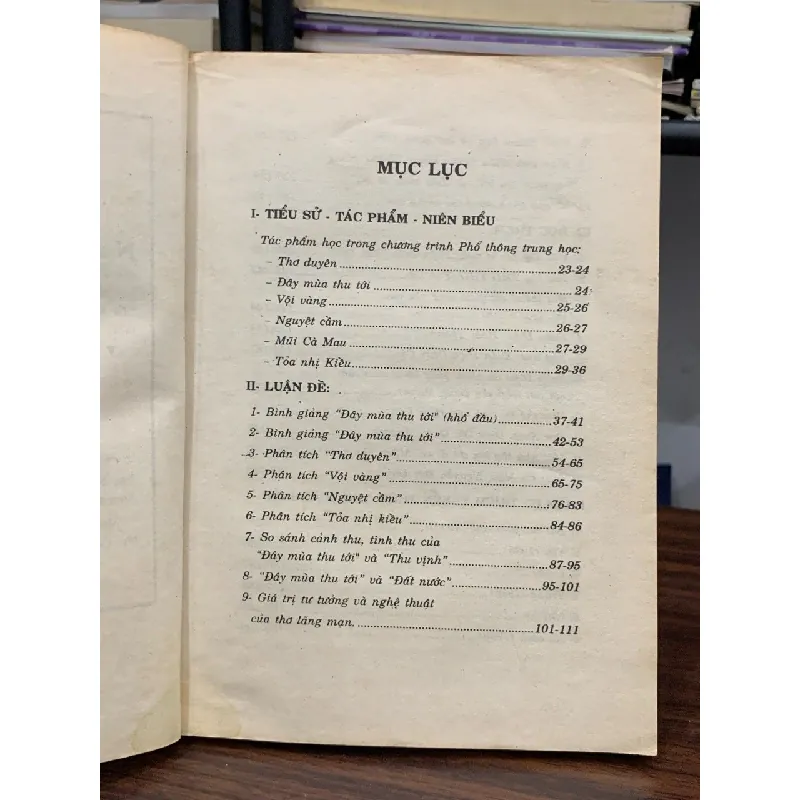 MỤC LỤC
I- TIỂU SỬ - TÁC PHẨM - NIÊN BIỂU
Tác phẩm học trong chương trình Phổ thông trung học:
- Thơ duyên ........ 23-24
- Đây mùa thu tới ........ 24
- Vội vàng ........ 25-26
- Nguyệt cầm ........ 26-27
- Mũi Cà Mau ........ 27-29
- Tỏa nhị Kiều ........ 29-36
II- LUẬN ĐỀ:
1- Bình giảng "Đây mùa thu tới" (khổ đầu) ........ 37-41
2- Bình giảng "Đây mùa thu tới" ........ 42-53
3- Phân tích "Thơ duyên" ........ 54-65
4- Phân tích "Vội vàng" ........ 65-75
5- Phân tích "Nguyệt cầm" ........ 76-83
6- Phân tích "Tỏa nhị kiều" ........ 84-86
7- So sánh cảnh thu, tình thu của
"Đây mùa thu tới" và "Thu vịnh" ........ 87-95
8- "Đây mùa thu tới" và "Đất nước" ........ 95-101
9- Giá trị tư tưởng và nghệ thuật
của thơ lãng mạn. ........ 101-111